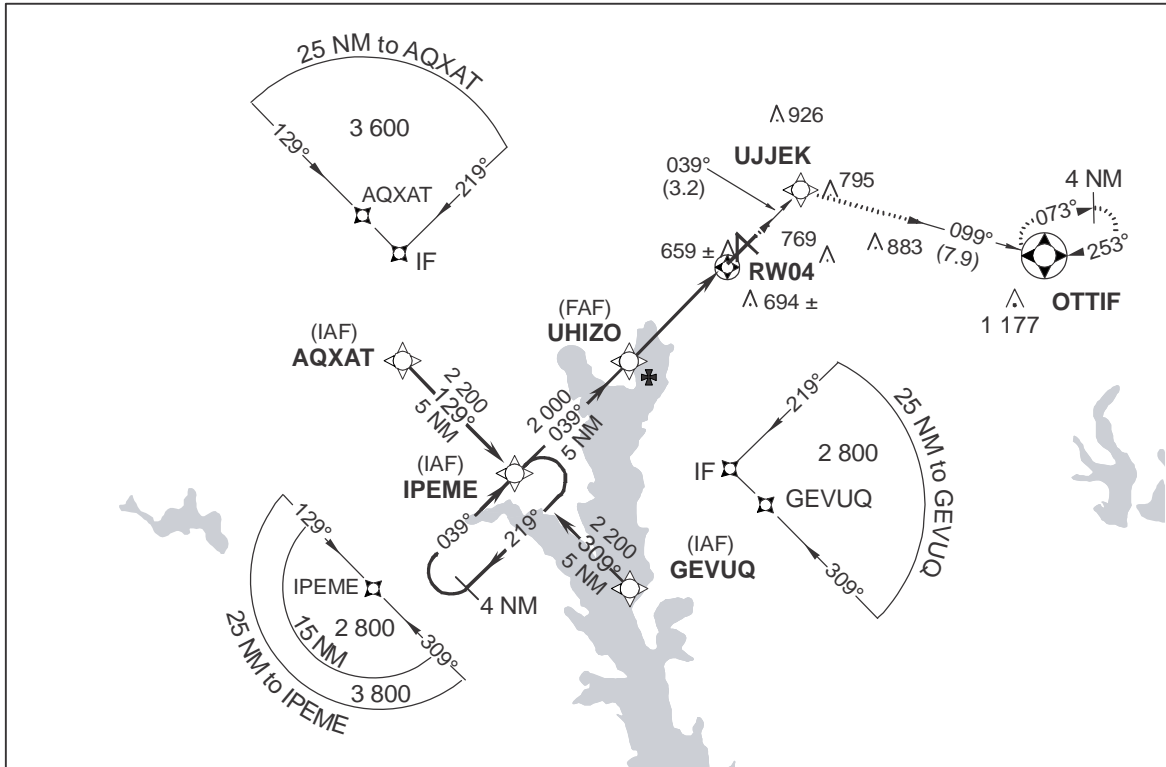 25 NM to AQXAT
3 600
129°
219°
AQXAT
IF
926
UJJEK
039°
(3.2)
795
4 NM
073°
253°
099°
(7.9)
883
769
659 ±
RW04
694 ±
OTTIF
1 177
(FAF)
UHIZO
(IAF)
AQXAT
2 200
129°
5 NM
2 000
039°
5 NM
(IAF)
IPEME
039°
219°
4 NM
2 200
309°
5 NM
(IAF)
GEVUQ
219°
IF
2 800
GEVUQ
309°
25 NM to GEVUQ
129°
IPEME
2 800
309°
15 NM
3 800
25 NM to IPEME